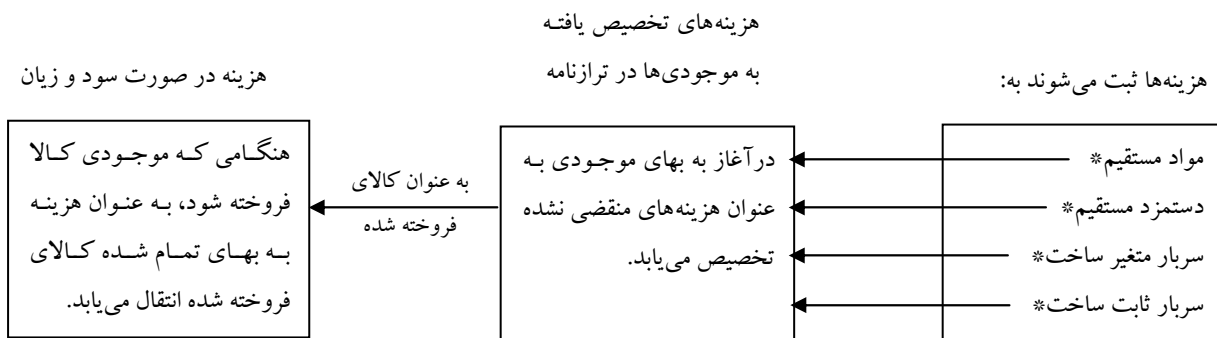 هزینه‌ها ثبت می‌شوند به:
مواد مستقیم*
دستمزد مستقیم*
سربار متغیر ساخت*
سربار ثابت ساخت*
هزینه‌های تخصیص یافته
به موجودی‌ها در ترازنامه
درآغاز به بهای موجودی به
عنوان هزینه‌های منقضی نشده
تخصیص می‌یابد.
به عنوان کالای
فروخته شده
هزینه در صورت سود و زیان
هنگامی که موجودی کالا
فروخته شود، به عنوان هزینه
به بهای تمام شده کالای
فروخته شده انتقال می‌یابد.